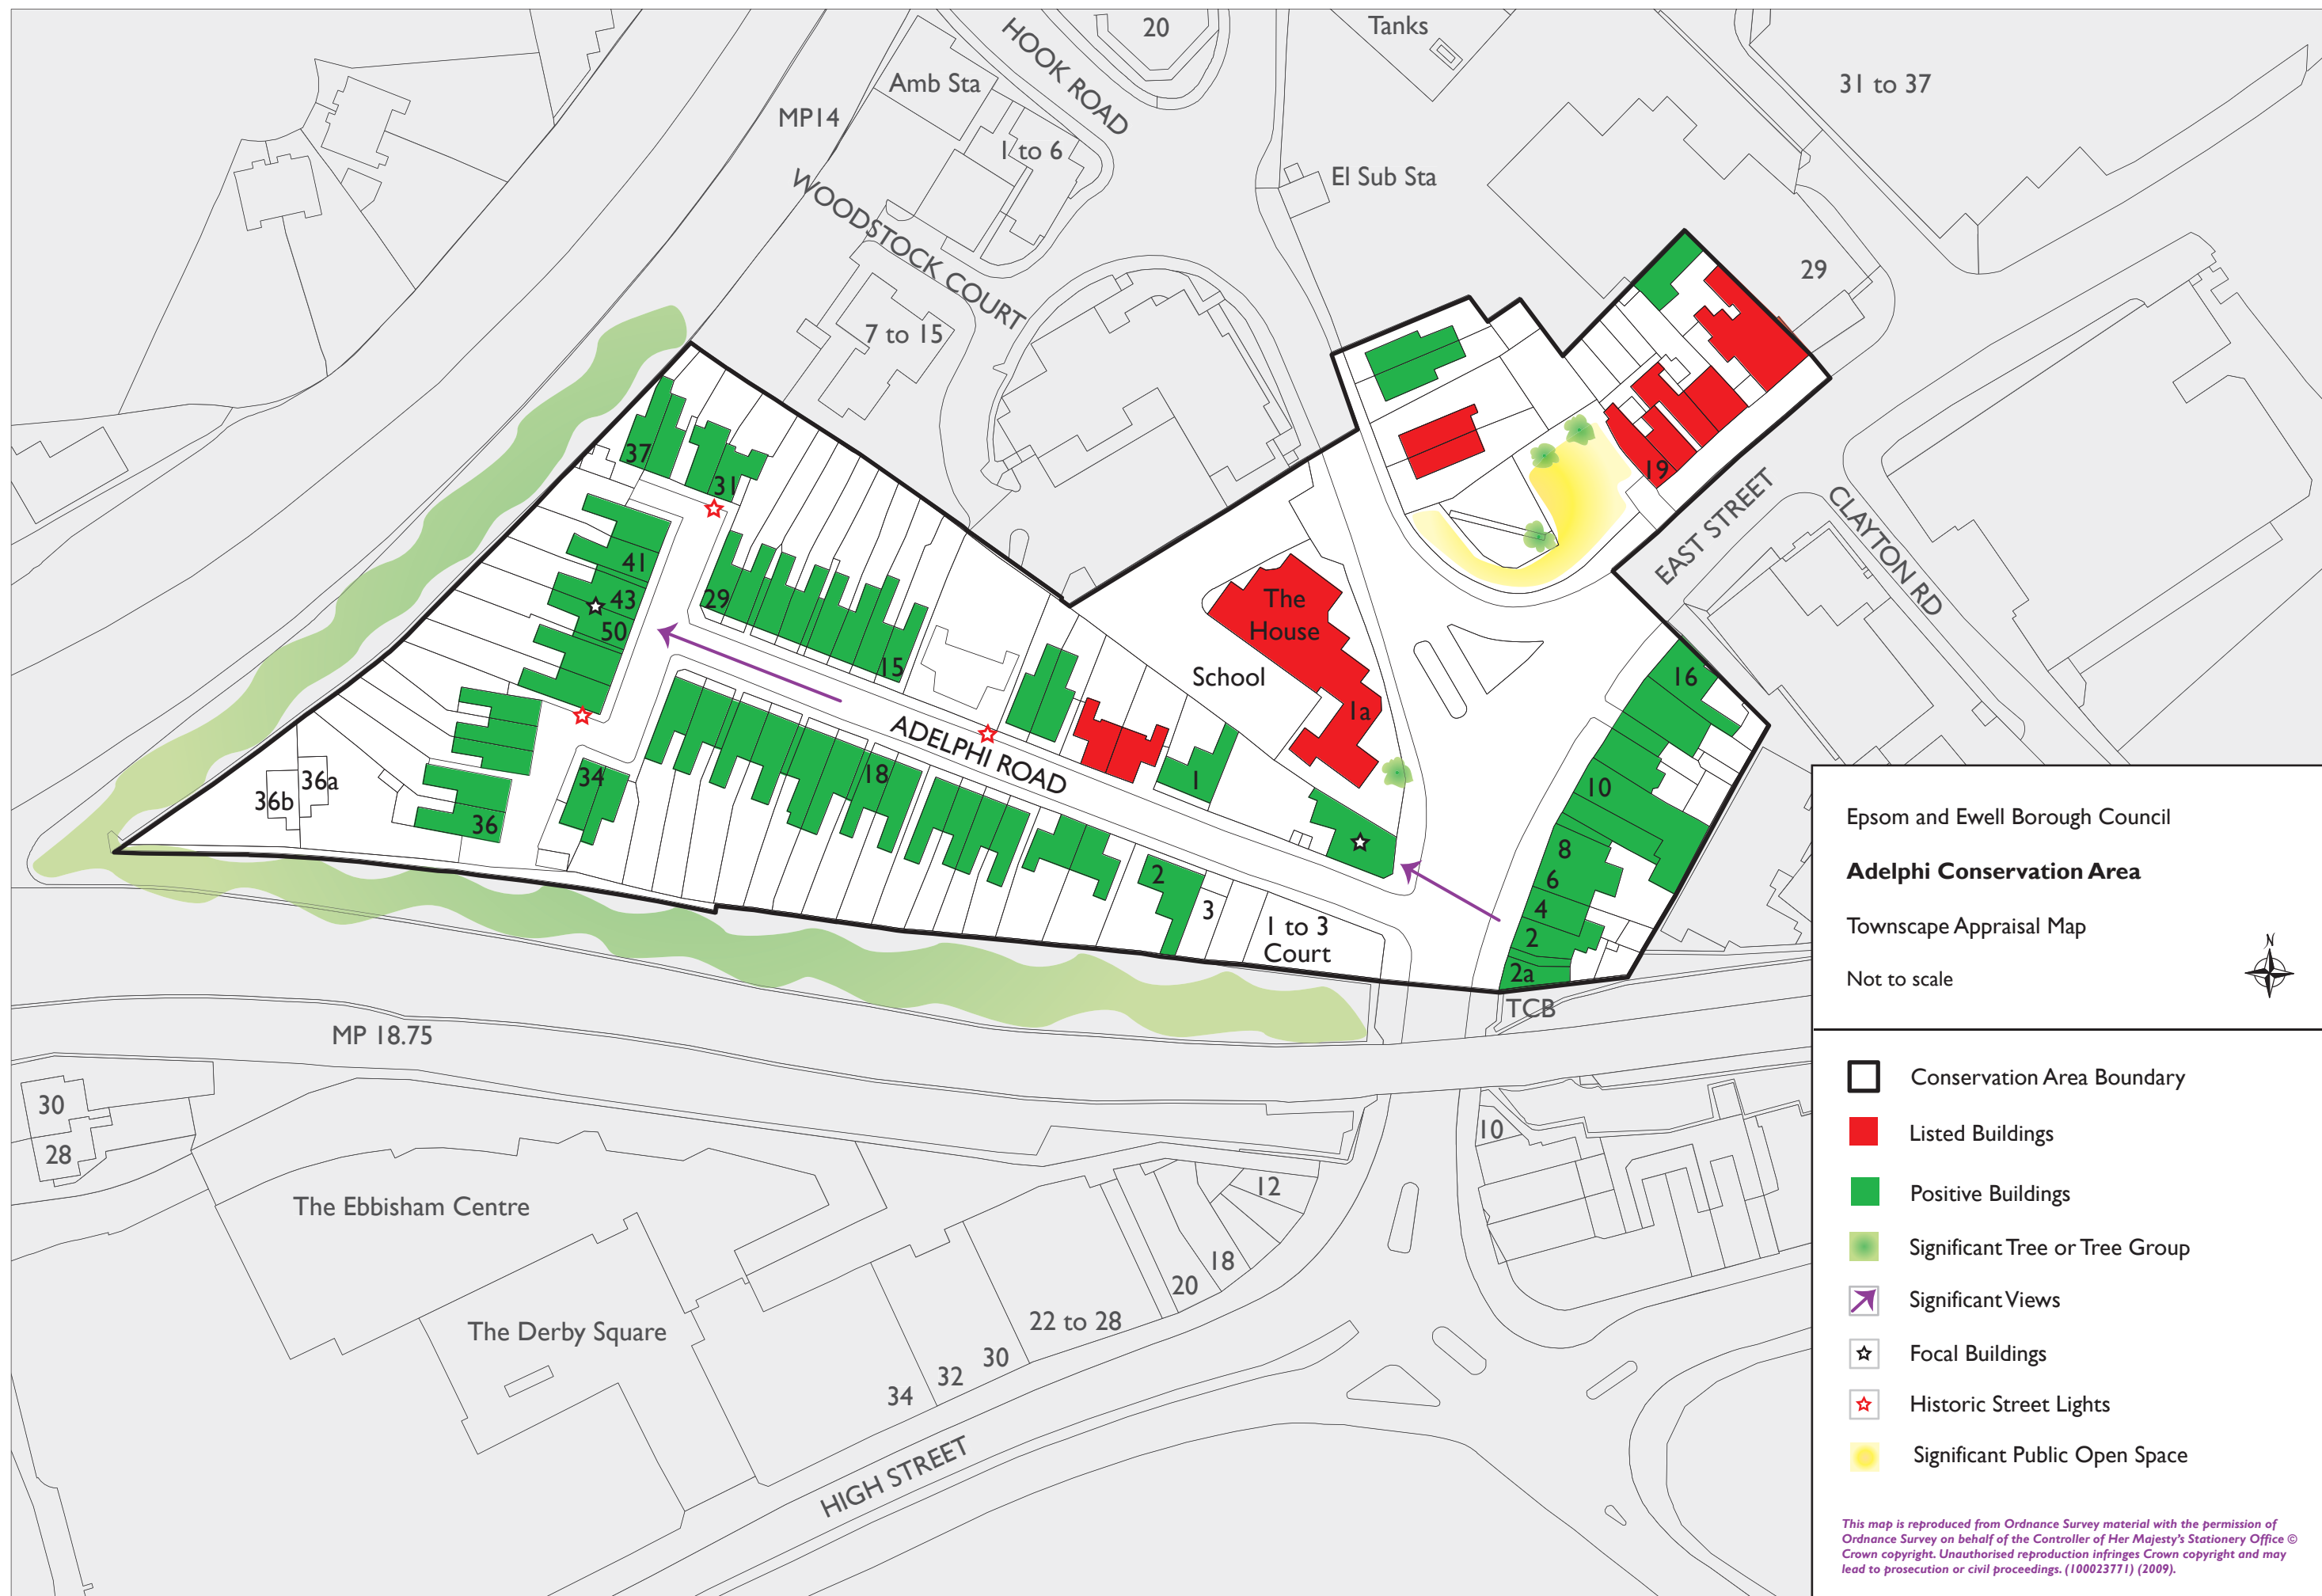 HOOK ROAD
20
Tanks
Amb Sta
MP14
1 to 6
31 to 37
El Sub Sta
WOODSTOCK COURT
29
7 to 15
37
31
19
EAST STREET
CLAYTON RD
41
43
50
29
15
The
House
School
1a
16
ADELPHI ROAD
18
34
36a
36b
36
1
10
8
6
4
2
2a
2
3
1 to 3
Court
TCB
MP 18.75
30
28
10
12
The Ebbisham Centre
18
20
22 to 28
The Derby Square
30
32
34
HIGH STREET
Epsom and Ewell Borough Council
Adelphi Conservation Area
Townscape Appraisal Map
N
Not to scale
Conservation Area Boundary
Listed Buildings
Positive Buildings
Significant Tree or Tree Group
Significant Views
Focal Buildings
Historic Street Lights
Significant Public Open Space
This map is reproduced from Ordnance Survey material with the permission of
Ordnance Survey on behalf of the Controller of Her Majesty's Stationery Office ©
Crown copyright. Unauthorised reproduction infringes Crown copyright and may
lead to prosecution or civil proceedings. (100023771) (2009).